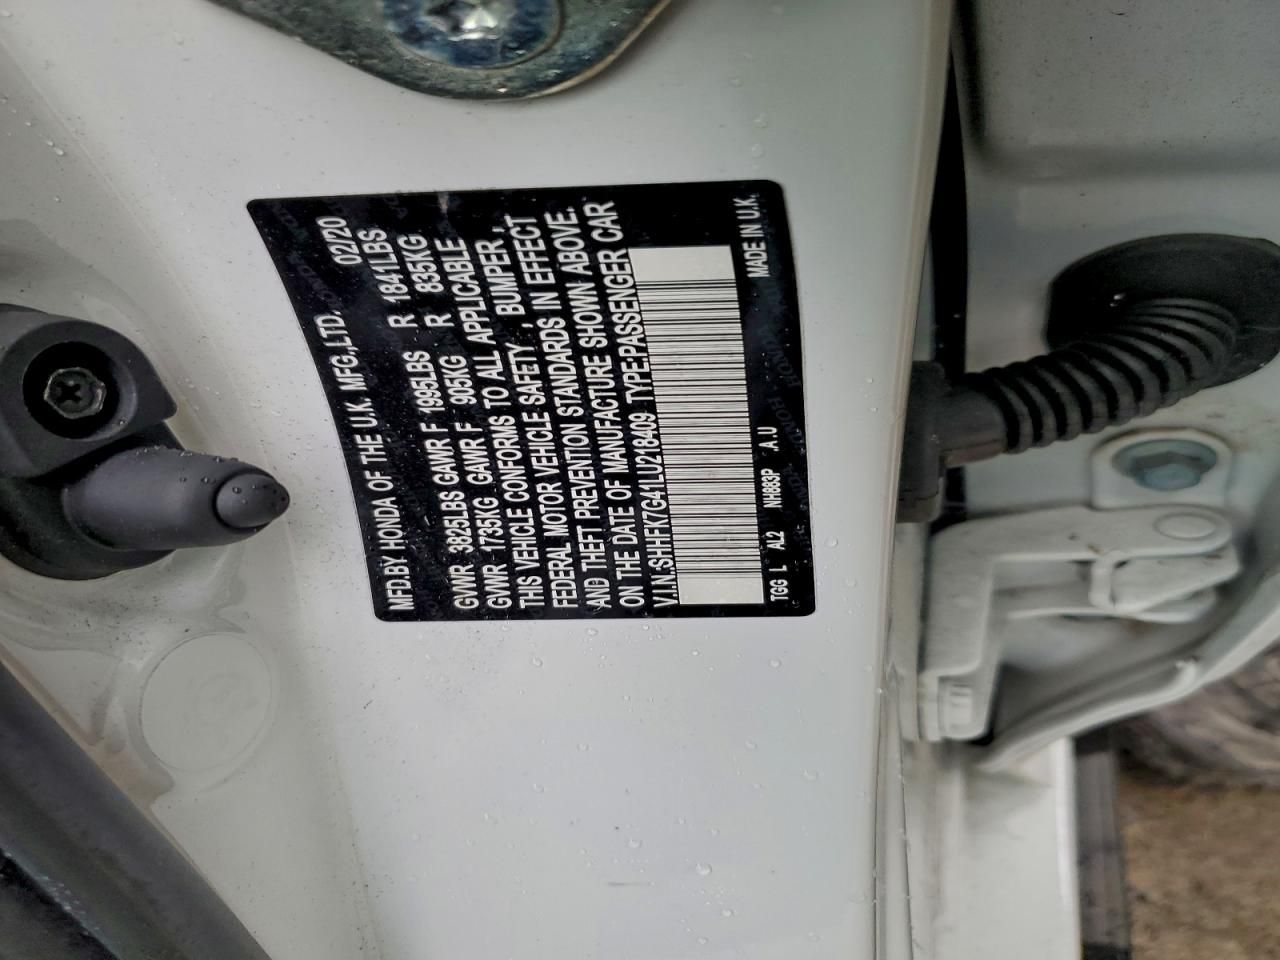 MFD.BY HONDA OF THE U.K. MFG.,LTD. 02/20
GVWR 3825LBS GAWR F 1995LBS R 1841LBS
GVWR 1735KG GAWR F 905KG R 835KG
THIS VEHICLE CONFORMS TO ALL APPLICABLE
FEDERAL MOTOR VEHICLE SAFETY , BUMPER ,
AND THEFT PREVENTION STANDARDS IN EFFECT
ON THE DATE OF MANUFACTURE SHOWN ABOVE.
V.I.N.:SHHFK7G41LU218409 TYPE:PASSENGER CAR
TGG L AL2 NH883P .A.U MADE IN U.K.